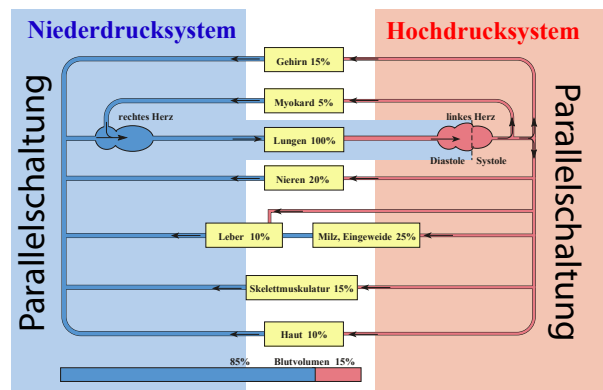 Niederdrucksystem
Hochdrucksystem
Parallelschaltung
Parallelschaltung
Gehirn 15%
Myokard 5%
rechtes Herz
linkes Herz
Lungen 100%
Diastole
Systole
Nieren 20%
Leber 10%
Milz, Eingeweide 25%
Skelettmuskulatur 15%
Haut 10%
85% Blutvolumen 15%